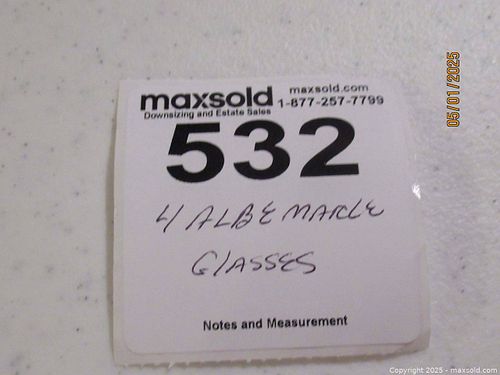 maxsold
Downsizing and Estate Sales
maxsold.com
1-877-257-7799
532
4 ALBEMARLE
GLASSES
Notes and Measurement
05/01/2025
Copyright 2025 - maxsold.com